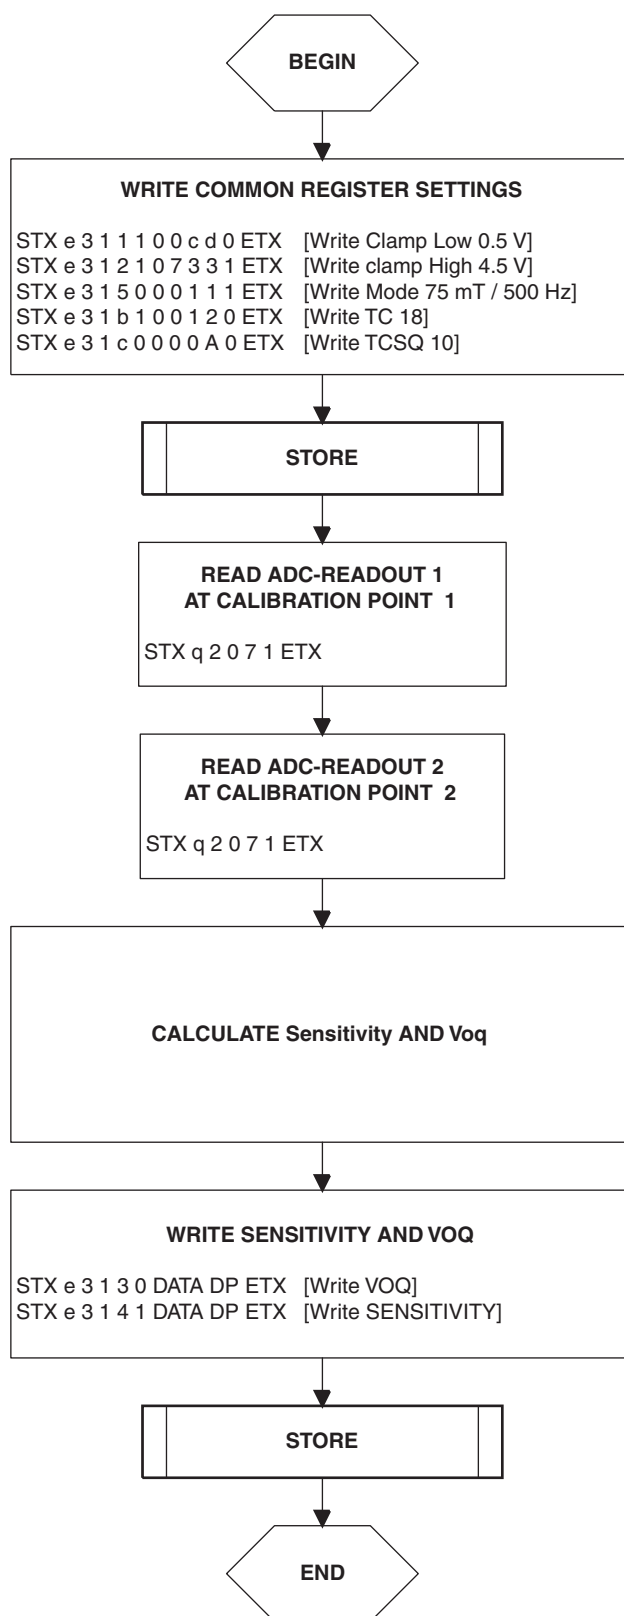 BEGIN
WRITE COMMON REGISTER SETTINGS
STX e 3 1 1 1 0 0 c d 0 ETX [Write Clamp Low 0.5 V]
STX e 3 1 2 1 0 7 3 3 1 ETX [Write clamp High 4.5 V]
STX e 3 1 5 0 0 0 1 1 1 ETX [Write Mode 75 mT / 500 Hz]
STX e 3 1 b 1 0 0 1 2 0 ETX [Write TC 18]
STX e 3 1 c 0 0 0 0 A 0 ETX [Write TCSQ 10]
STORE
READ ADC-READOUT 1
AT CALIBRATION POINT 1
STX q 2 0 7 1 ETX
READ ADC-READOUT 2
AT CALIBRATION POINT 2
STX q 2 0 7 1 ETX
CALCULATE Sensitivity AND Voq
WRITE SENSITIVITY AND VOQ
STX e 3 1 3 0 DATA DP ETX [Write VOQ]
STX e 3 1 4 1 DATA DP ETX [Write SENSITIVITY]
STORE
END